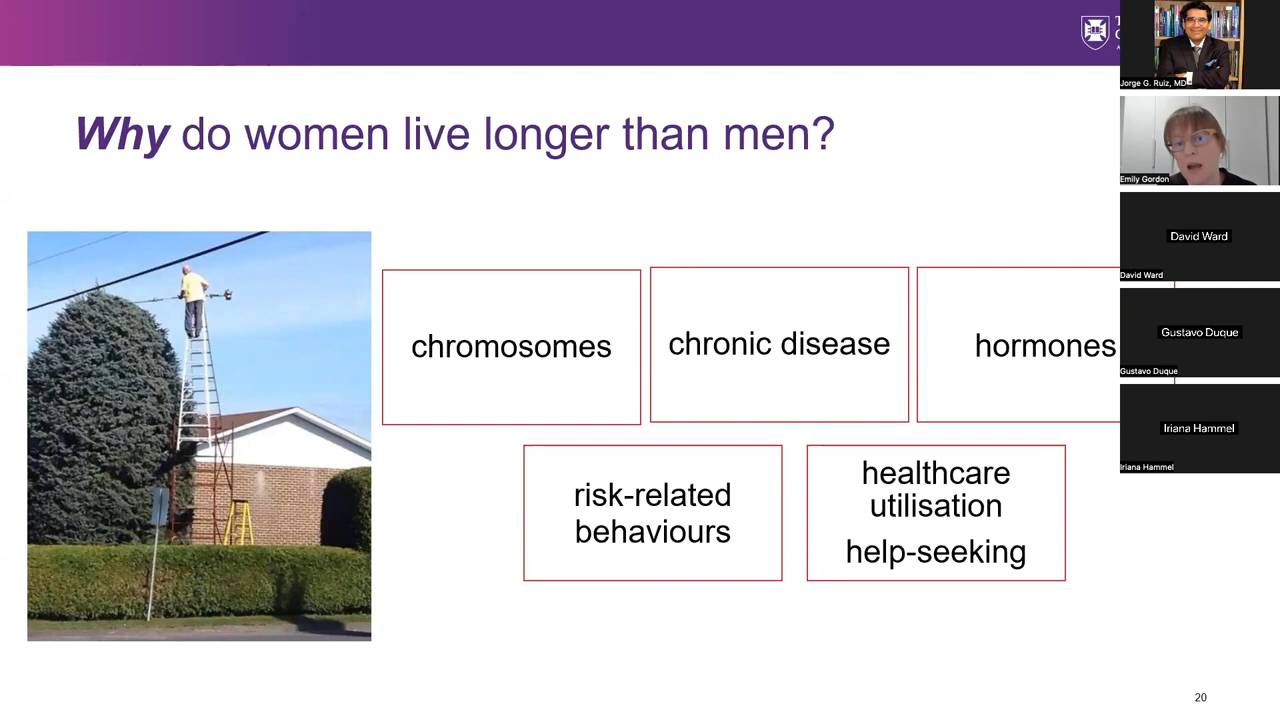 Why do women live longer than men?
chromosomes
chronic disease
hormones
risk-related
behaviours
healthcare
utilisation
help-seeking
20
Jorge G. Ruiz, MD
Emily Gordon
David Ward
David Ward
Gustavo Duque
Gustavo Duque
Iriana Hammel
Iriana Hammel